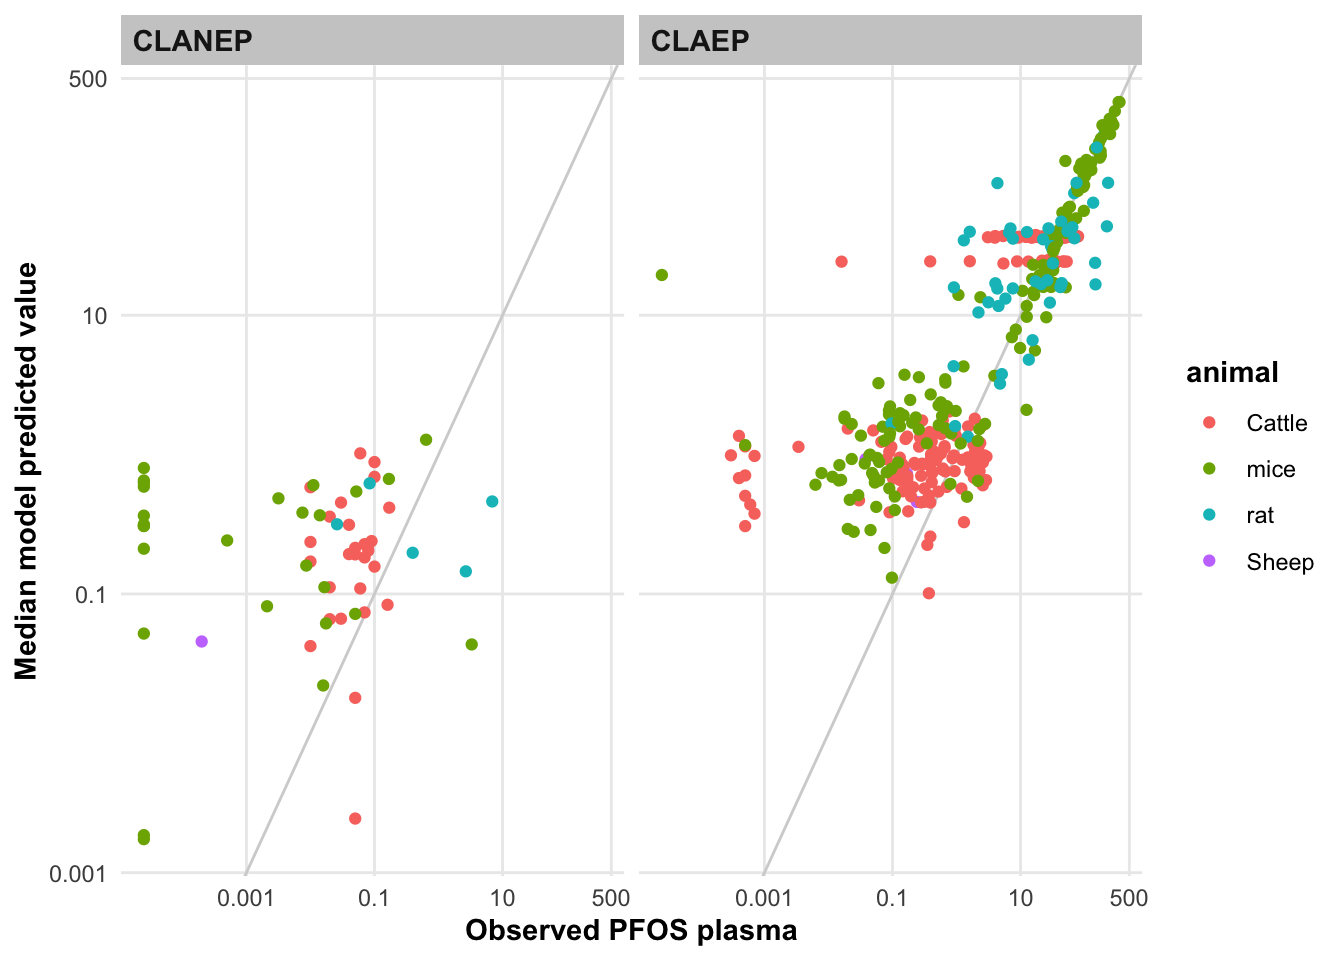 CLANEP
CLAEP
500
10
0.1
0.001
Median model predicted value
0.001 0.1 10 500
0.001 0.1 10 500
Observed PFOS plasma
animal
Cattle
mice
rat
Sheep